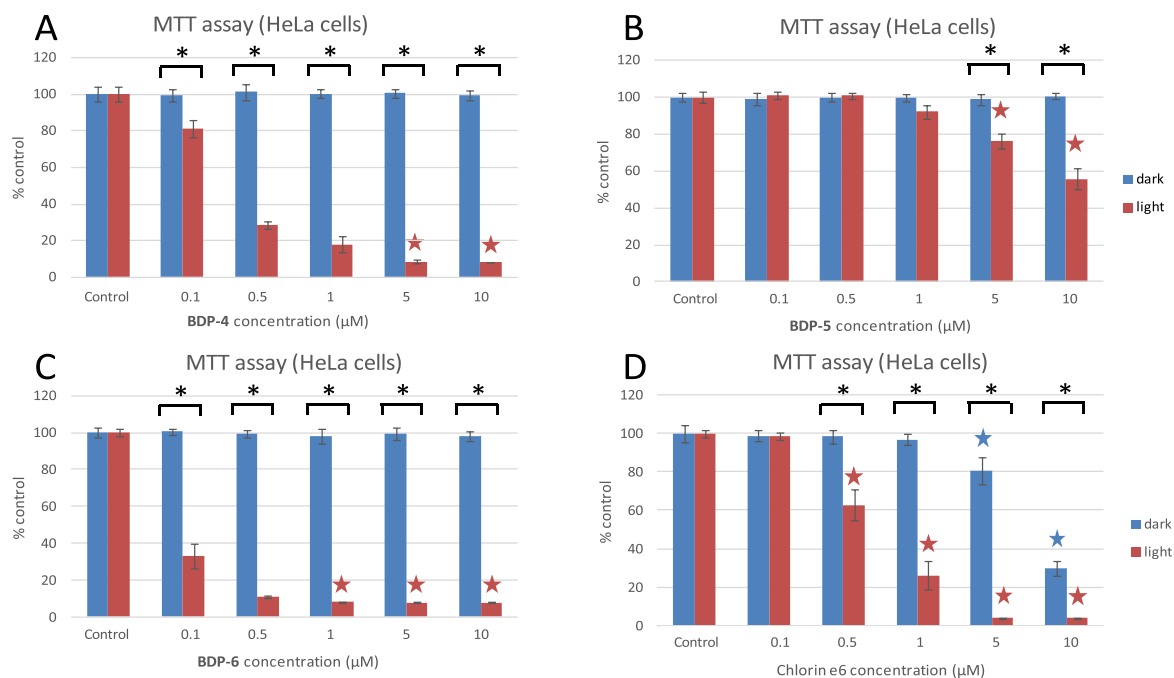 A
MTT assay (HeLa cells)
* * * * *
120
100
80
60
40
20
0
% control
Control 0.1 0.5 1 5 10
BDP-4 concentration (µM)
B
MTT assay (HeLa cells)
* *
120
100
80
60
40
20
0
% control
Control 0.1 0.5 1 5 10
BDP-5 concentration (µM)
dark
light
C
MTT assay (HeLa cells)
* * * * *
120
100
80
60
40
20
0
% control
Control 0.1 0.5 1 5 10
BDP-6 concentration (µM)
D
MTT assay (HeLa cells)
* * * *
120
100
80
60
40
20
0
% control
Control 0.1 0.5 1 5 10
Chlorin e6 concentration (µM)
dark
light